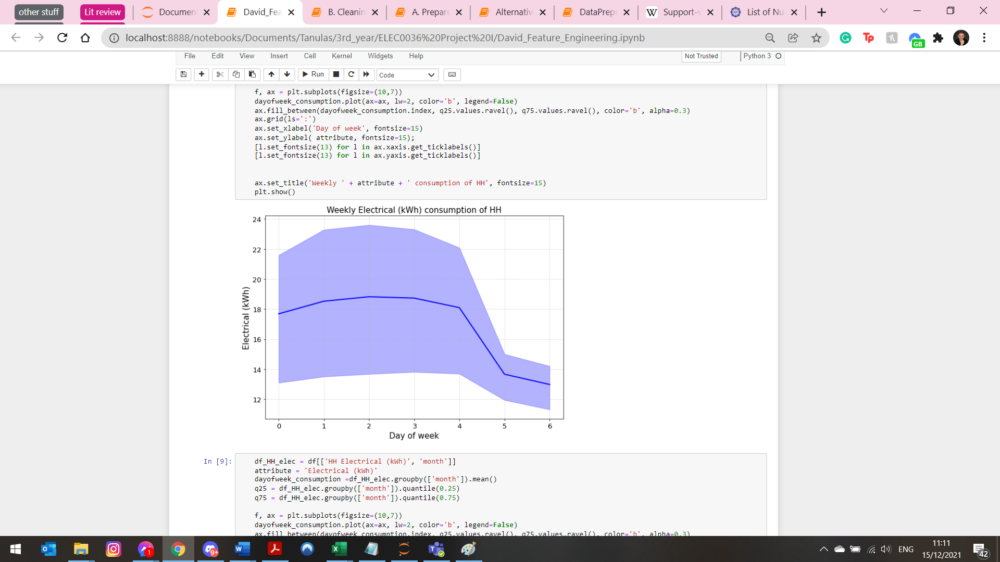 other stuff
Lit review
Documen
David_Fea
B. Cleanin
A. Prepare
Alternativ
DataPrep
W Support-v
List of Nu
localhost:8888/notebooks/Documents/Tanulas/3rd_year/ELEC0036%20Project%20I/David_Feature_Engineering.ipynb
GB
File Edit View Insert Cell Kernel Widgets Help
Not Trusted
Python 3
Run
Code
f, ax = plt.subplots(figsize=(10,7))
dayofweek_consumption.plot(ax=ax, lw=2, color='b', legend=False)
ax.fill_between(dayofweek_consumption.index, q25.values.ravel(), q75.values.ravel(), color='b', alpha=0.3)
ax.grid(ls=':')
ax.set_xlabel('Day of week', fontsize=15)
ax.set_ylabel( attribute, fontsize=15);
[l.set_fontsize(13) for l in ax.xaxis.get_ticklabels()]
[l.set_fontsize(13) for l in ax.yaxis.get_ticklabels()]
ax.set_title('Weekly ' + attribute + ' consumption of HH', fontsize=15)
plt.show()
Weekly Electrical (kWh) consumption of HH
24
22
20
18
16
14
12
Electrical (kWh)
0 1 2 3 4 5 6
Day of week
In [9]:
df_HH_elec = df[['HH Electrical (kWh)', 'month']]
attribute = 'Electrical (kWh)'
dayofweek_consumption =df_HH_elec.groupby(['month']).mean()
q25 = df_HH_elec.groupby(['month']).quantile(0.25)
q75 = df_HH_elec.groupby(['month']).quantile(0.75)
f, ax = plt.subplots(figsize=(10,7))
dayofweek_consumption.plot(ax=ax, lw=2, color='b', legend=False)
ax.fill_between(dayofweek_consumption.index, q25.values.ravel(), q75.values.ravel(), color='b', alpha=0.3)
1
9+
ENG
11:11
15/12/2021
42